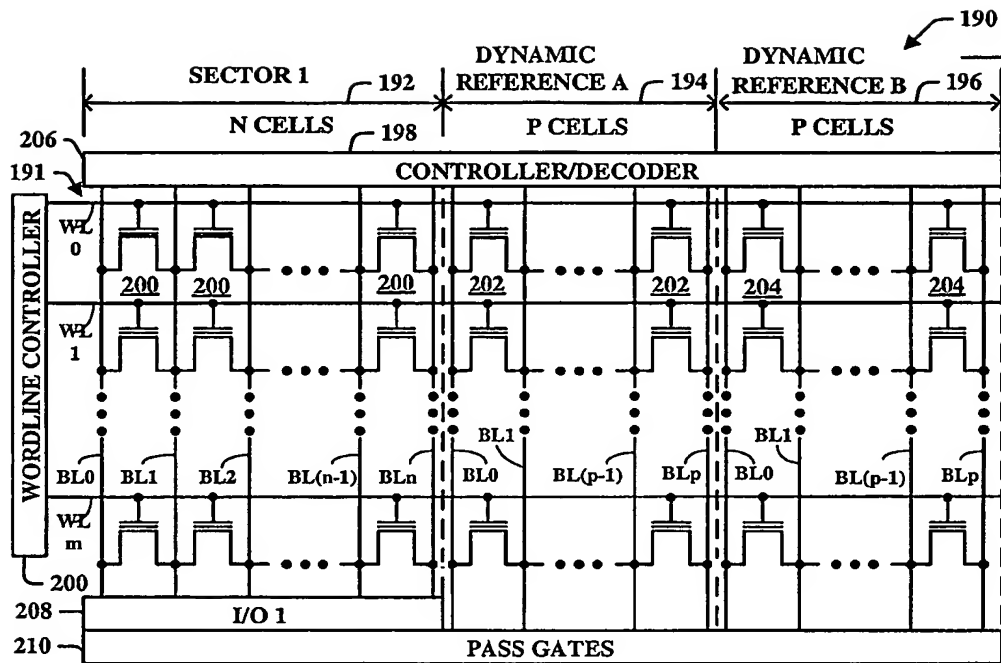 190
DYNAMIC DYNAMIC
SECTOR 1 REFERENCE A REFERENCE B
192 194 196
N CELLS P CELLS P CELLS
198
206
CONTROLLER/DECODER
191
WORDLINE CONTROLLER
WL
0
200 200 200 202 202 204 204
WL
1
BL1 BL1
BL0 BL1 BL2 BL(n-1) BLn BL0 BL(p-1) BLp BL0 BL(p-1) BLp
WL
m
200
208 I/O 1
210 PASS GATES